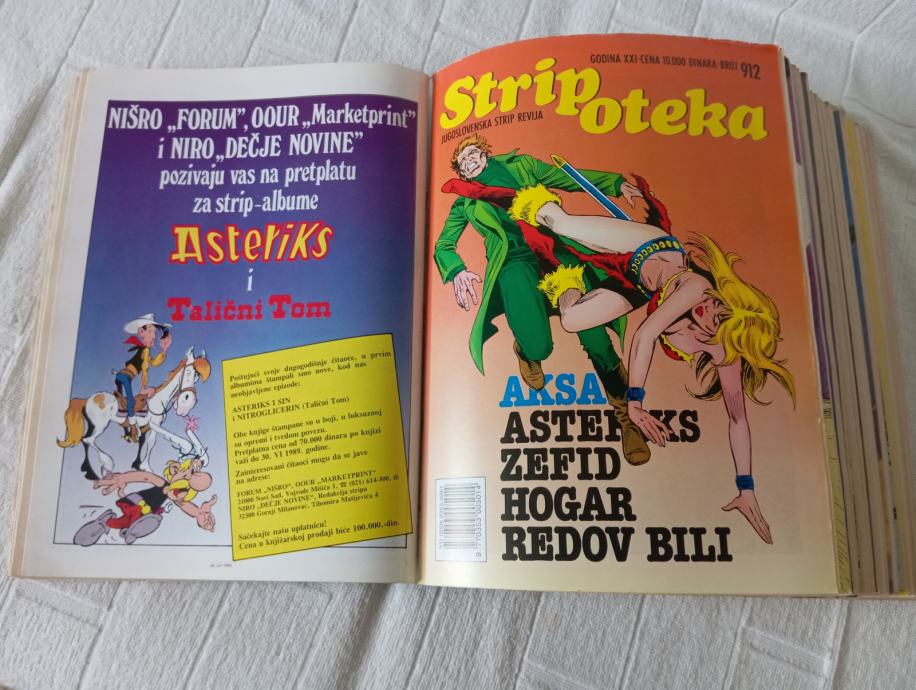 NIŠRO „FORUM", OOUR „Marketprint"
i NIRO „DEČJE NOVINE"
pozivaju vas na pretplatu
za strip-albume
Asteriks
i
Talični Tom
Poštujući svoje dugogodišnje čitaoce, u prvim
albumima štampali smo nove, kod nas
neobjavljene epizode:
ASTERIKS I SIN
i NITROGLICERIN (Talični Tom)
Obe knjige štampane su u boji, u luksuznoj
su opremi i tvrdom povezu.
Pretplatna cena od 70.000 dinara po knjizi
važi do 30. VI 1989. godine.
Zainteresovani čitaoci mogu da se jave
na adrese:
FORUM „NIŠRO", OOUR „MARKETPRINT"
21000 Novi Sad, Vojvode Mišića 1, ☎ (021) 614-300, ili
NIRO „DEČJE NOVINE", Redakcija stripa
32300 Gornji Milanovac, Tihomira Matijevića 4
Sačekajte našu uplatnicu!
Cena u knjižarskoj prodaji biće 100.000.-din.
GODINA XXI-CENA 10.000 DINARA-BROJ 912
Stripoteka
JUGOSLOVENSKA STRIP REVIJA
AKSA
ASTERIKS
ZEFID
HOGAR
REDOV BILI